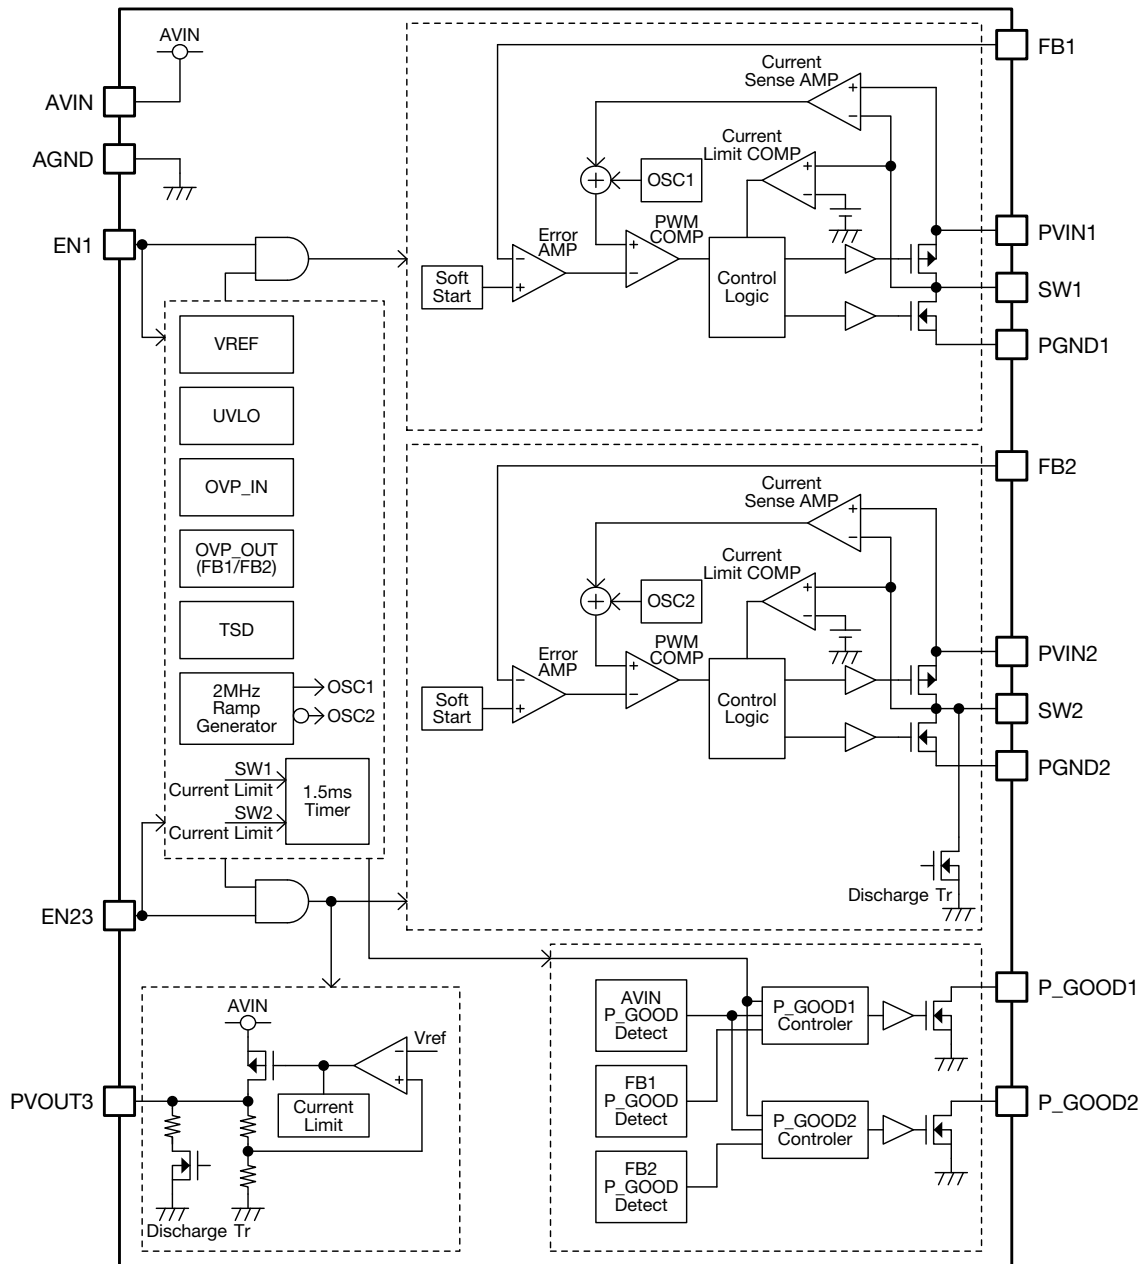 AVIN
AVIN
AGND
EN1
VREF
UVLO
OVP_IN
OVP_OUT
(FB1/FB2)
TSD
2MHz
Ramp
Generator
OSC1
OSC2
SW1
Current Limit
SW2
Current Limit
1.5ms
Timer
EN23
FB1
Current
Sense AMP
+
−
Current
Limit COMP
+
−
+
OSC1
Error
AMP
−
+
PWM
COMP
+
−
Soft
Start
Control
Logic
PVIN1
SW1
PGND1
FB2
Current
Sense AMP
+
−
Current
Limit COMP
+
−
+
OSC2
Error
AMP
−
+
PWM
COMP
+
−
Soft
Start
Control
Logic
PVIN2
SW2
PGND2
Discharge Tr
AVIN
Vref
−
+
Current
Limit
PVOUT3
Discharge Tr
AVIN
P_GOOD
Detect
FB1
P_GOOD
Detect
FB2
P_GOOD
Detect
P_GOOD1
Controler
P_GOOD2
Controler
P_GOOD1
P_GOOD2